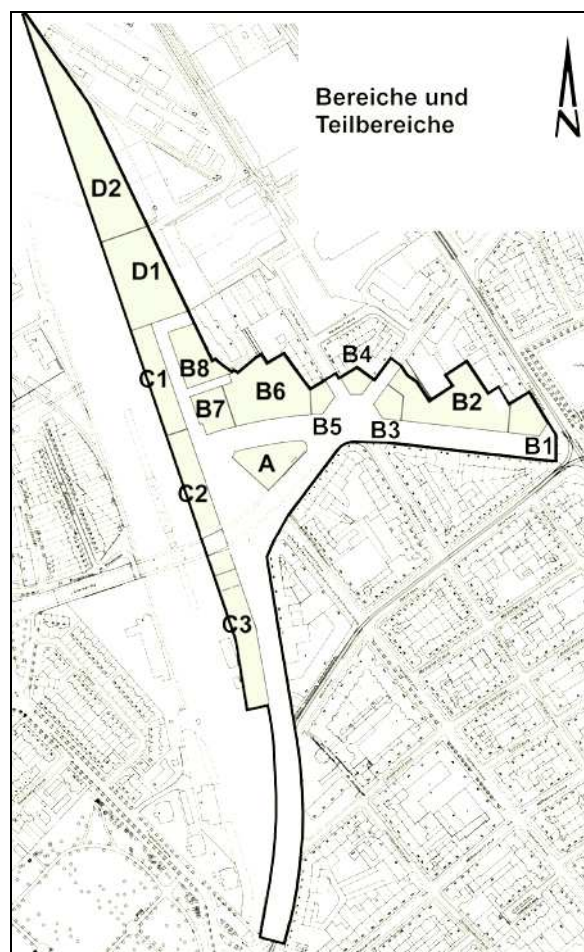 Bereiche und
Teilbereiche
N
D2
D1
B8
C1
B7
B6
B4
B5
B3
B2
B1
A
C2
C3